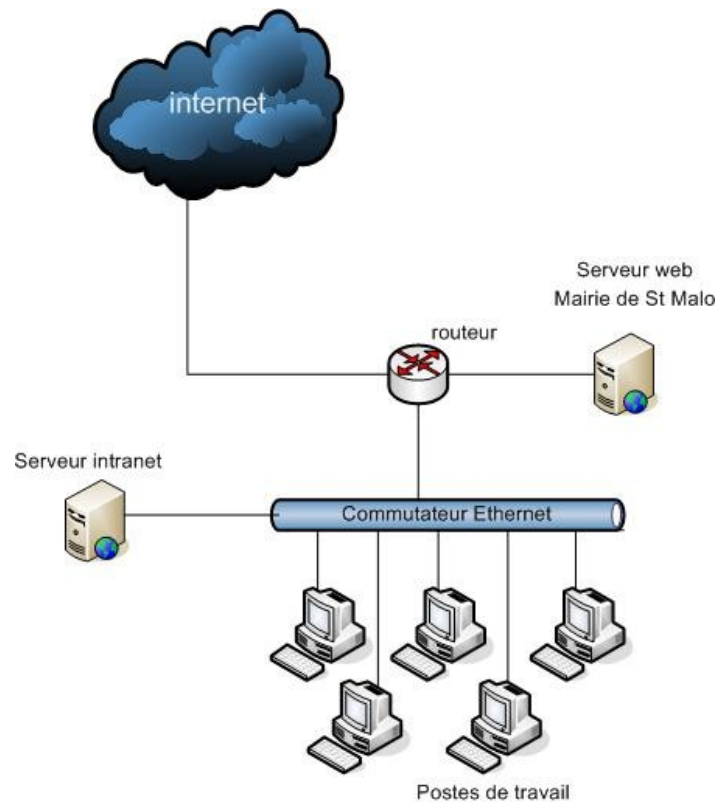 internet
Serveur web
Mairie de St Malo
routeur
Serveur intranet
Commutateur Ethernet
Postes de travail